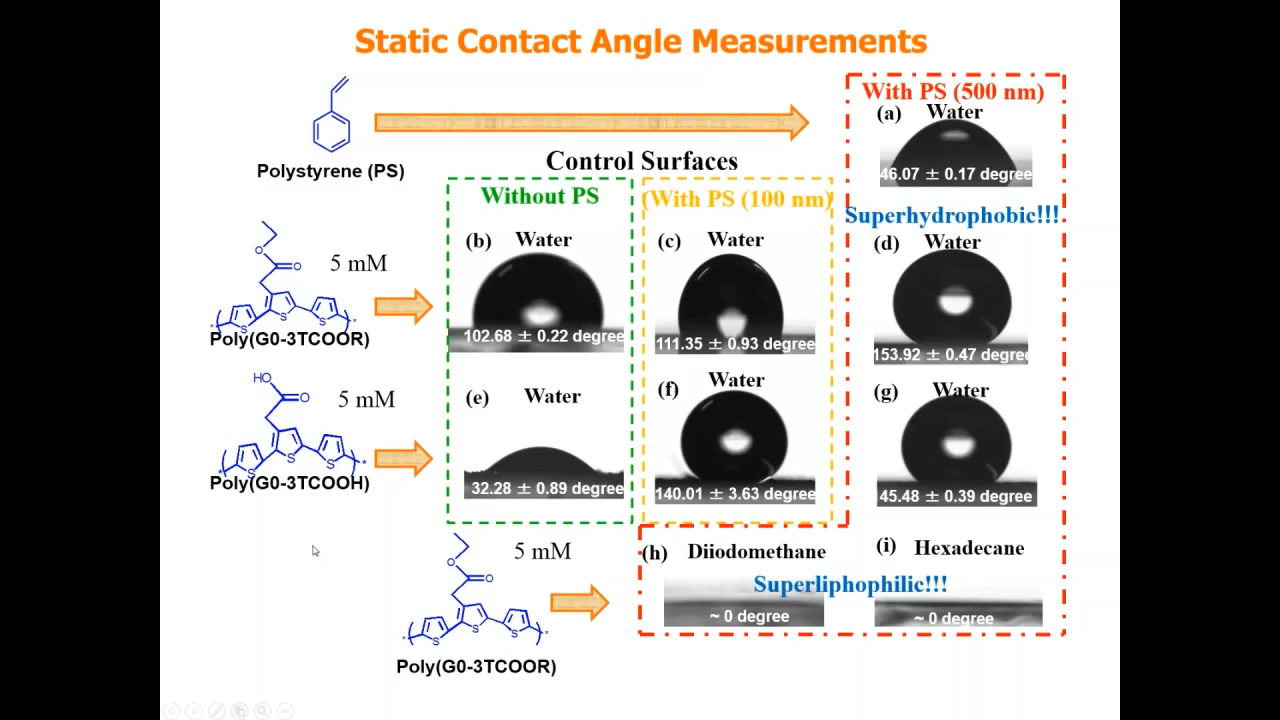 Static Contact Angle Measurements
With PS (500 nm)
(a) Water
46.07 ± 0.17 degree
Polystyrene (PS)
Control Surfaces
Without PS
(With PS (100 nm)
Superhydrophobic!!!
5 mM
(b) Water
102.68 ± 0.22 degree
(c) Water
111.35 ± 0.93 degree
(d) Water
153.92 ± 0.47 degree
O
O
S
S
S
Poly(G0-3TCOOR)
HO
O
5 mM
S
S
S
Poly(G0-3TCOOH)
(e) Water
32.28 ± 0.89 degree
(f) Water
140.01 ± 3.63 degree
(g) Water
45.48 ± 0.39 degree
5 mM
(h) Diiodomethane
(i) Hexadecane
Superliphophilic!!!
~ 0 degree
~ 0 degree
O
O
S
S
S
Poly(G0-3TCOOR)